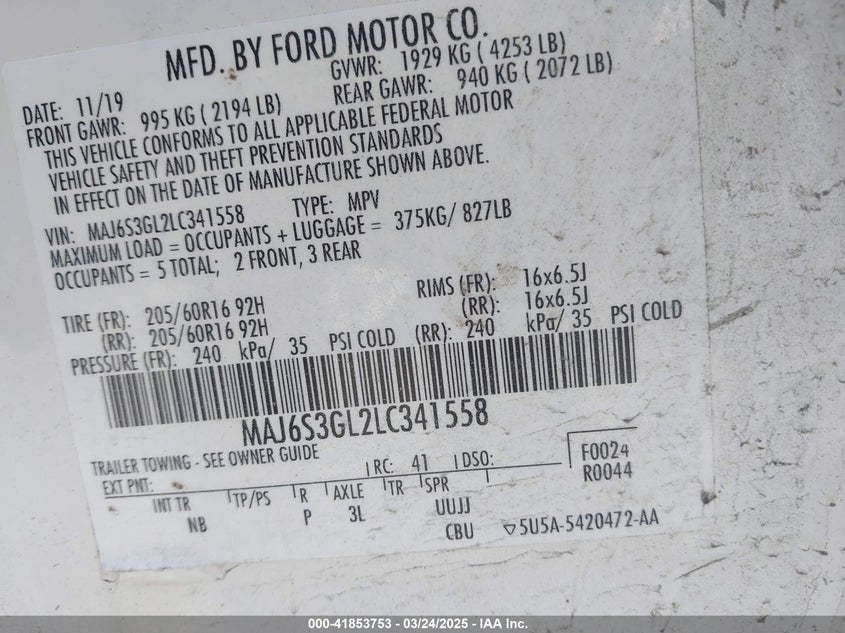 MFD. BY FORD MOTOR CO.
DATE: 11/19 GVWR: 1929 KG ( 4253 LB)
FRONT GAWR: 995 KG ( 2194 LB) REAR GAWR: 940 KG ( 2072 LB)
THIS VEHICLE CONFORMS TO ALL APPLICABLE FEDERAL MOTOR
VEHICLE SAFETY AND THEFT PREVENTION STANDARDS
IN EFFECT ON THE DATE OF MANUFACTURE SHOWN ABOVE.
VIN: MAJ6S3GL2LC341558 TYPE: MPV
MAXIMUM LOAD = OCCUPANTS + LUGGAGE = 375KG/ 827LB
OCCUPANTS = 5 TOTAL; 2 FRONT, 3 REAR
TIRE (FR): 205/60R16 92H RIMS (FR): 16x6.5J
(RR): 205/60R16 92H (RR): 16x6.5J
PRESSURE (FR): 240 kPa/ 35 PSI COLD (RR): 240 kPa/ 35 PSI COLD
MAJ6S3GL2LC341558
TRAILER TOWING - SEE OWNER GUIDE
EXT PNT: RC: 41 DSO: F0024
R0044
INT TR TP/PS R AXLE TR SPR
NB P 3L UUJJ
CBU 5U5A-5420472-AA
000-41853753 - 03/24/2025 - IAA Inc.